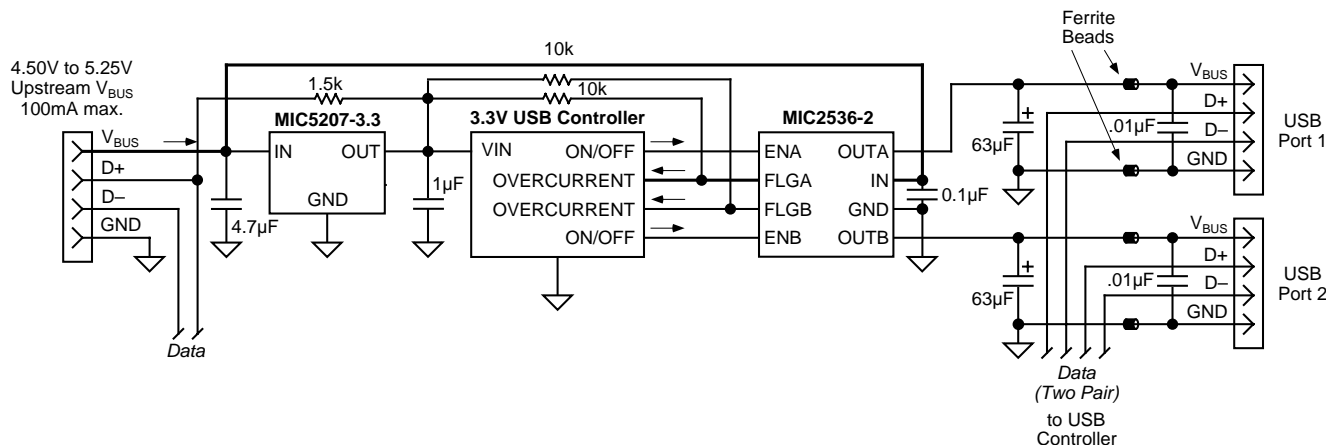 4.50V to 5.25V
Upstream VBUS
100mA max.
VBUS
D+
D–
GND
Data
4.7µF
1.5k
MIC5207-3.3
IN
OUT
GND
1µF
10k
10k
3.3V USB Controller
VIN
ON/OFF
OVERCURRENT
OVERCURRENT
ON/OFF
MIC2536-2
ENA
OUTA
FLGA
IN
FLGB
GND
ENB
OUTB
0.1µF
Ferrite
Beads
+
63µF
.01µF
VBUS
D+
D–
GND
USB
Port 1
+
63µF
.01µF
VBUS
D+
D–
GND
USB
Port 2
Data
(Two Pair)
to USB
Controller